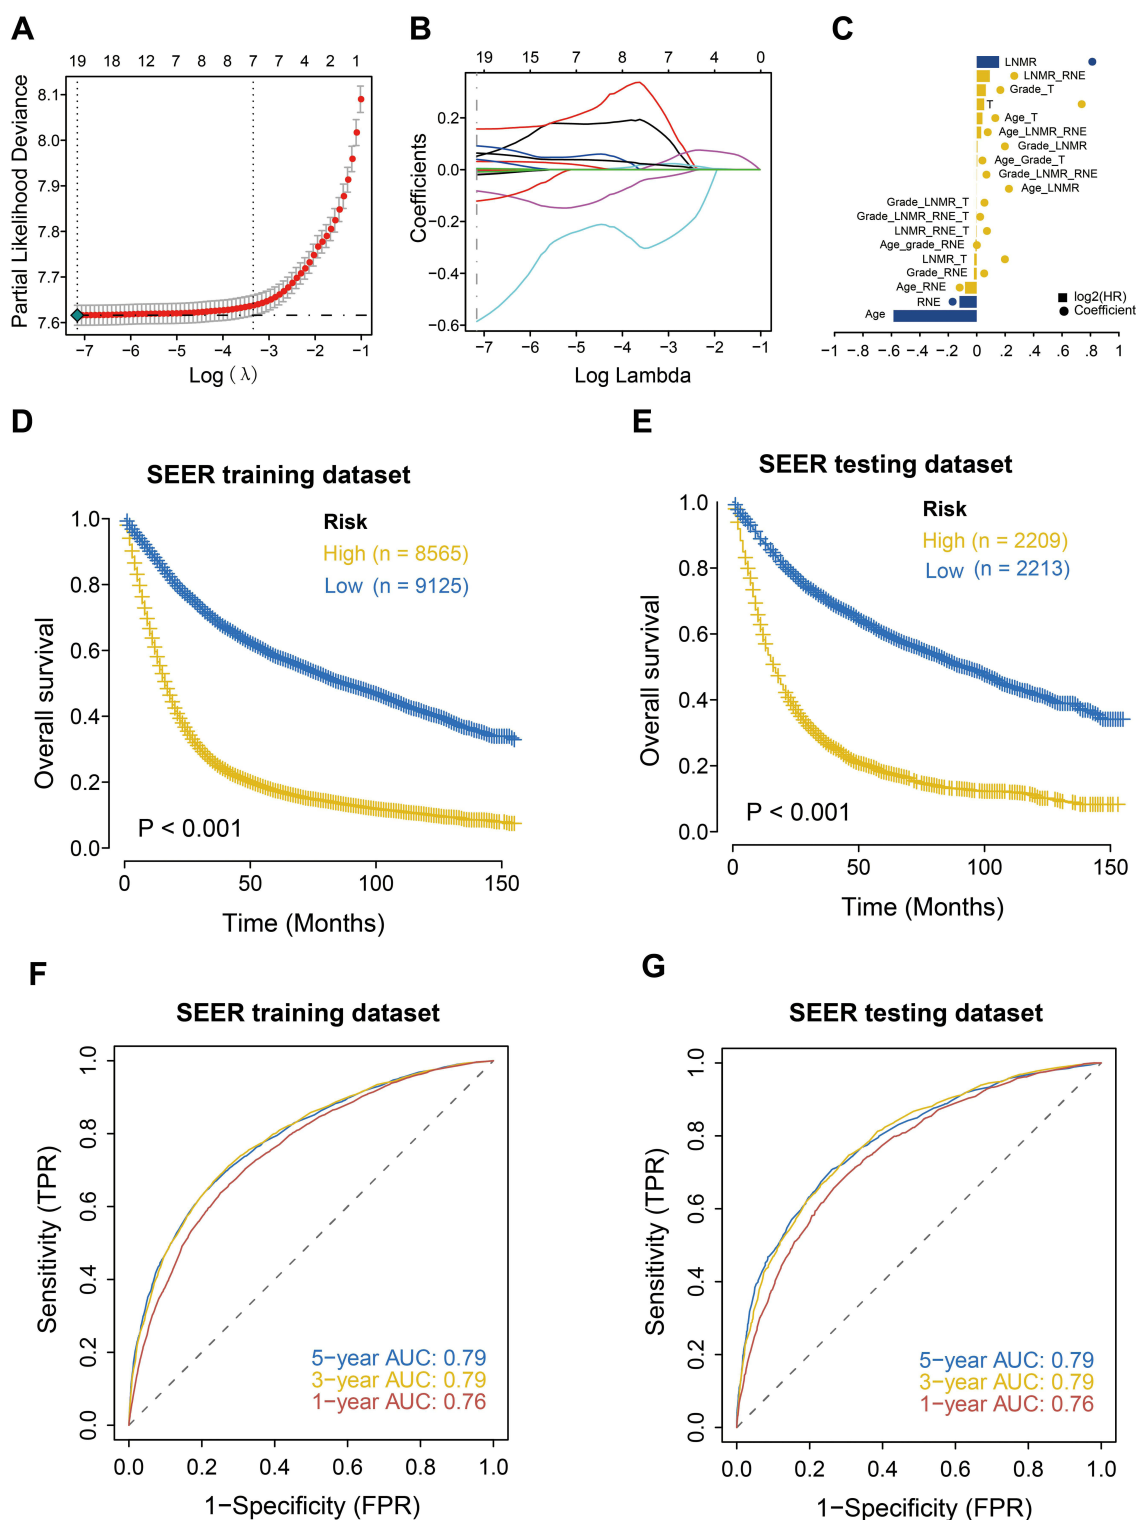 A
19 18 12 7 8 8 7 7 4 1
Partial Likelihood Deviance
8.1
8.0
7.9
7.8
7.7
7.6
−7 −6 −5 −4 −3 −2 −1
Log (λ)
B
19 15 7 8 7 4 0
Coefficients
0.2
0.0
−0.2
−0.4
−0.6
−7 −6 −5 −4 −3 −2 −1
Log Lambda
C
LNMR
LNMR_RNE
Grade_T
T
Age_T
Age_LNMR_RNE
Grade_LNMR
Age_Grade_T
Grade_LNMR_RNE
Age_LNMR
Grade_LNMR_T
Grade_LNMR_RNE_T
LNMR_RNE_T
Age_grade_RNE
LNMR_T
Grade_RNE
Age_RNE
RNE
Age
log2(HR)
Coefficient
−1 −.8 −.6 −.4 −.2 0 .2 .4 .6 .8 1
D
SEER training dataset
Risk
High (n = 8565)
Low (n = 9125)
Overall survival
1.0
0.8
0.6
0.4
0.2
0.0
P < 0.001
0 50 100 150
Time (Months)
E
SEER testing dataset
Risk
High (n = 2209)
Low (n = 2213)
Overall survival
1.0
0.8
0.6
0.4
0.2
0.0
P < 0.001
0 50 100 150
Time (Months)
F
SEER training dataset
Sensitivity (TPR)
1.0
0.8
0.6
0.4
0.2
0.0
5−year AUC: 0.79
3−year AUC: 0.79
1−year AUC: 0.76
0.0 0.2 0.4 0.6 0.8 1.0
1−Specificity (FPR)
G
SEER testing dataset
Sensitivity (TPR)
1.0
0.8
0.6
0.4
0.2
0.0
5−year AUC: 0.79
3−year AUC: 0.79
1−year AUC: 0.76
0.0 0.2 0.4 0.6 0.8 1.0
1−Specificity (FPR)